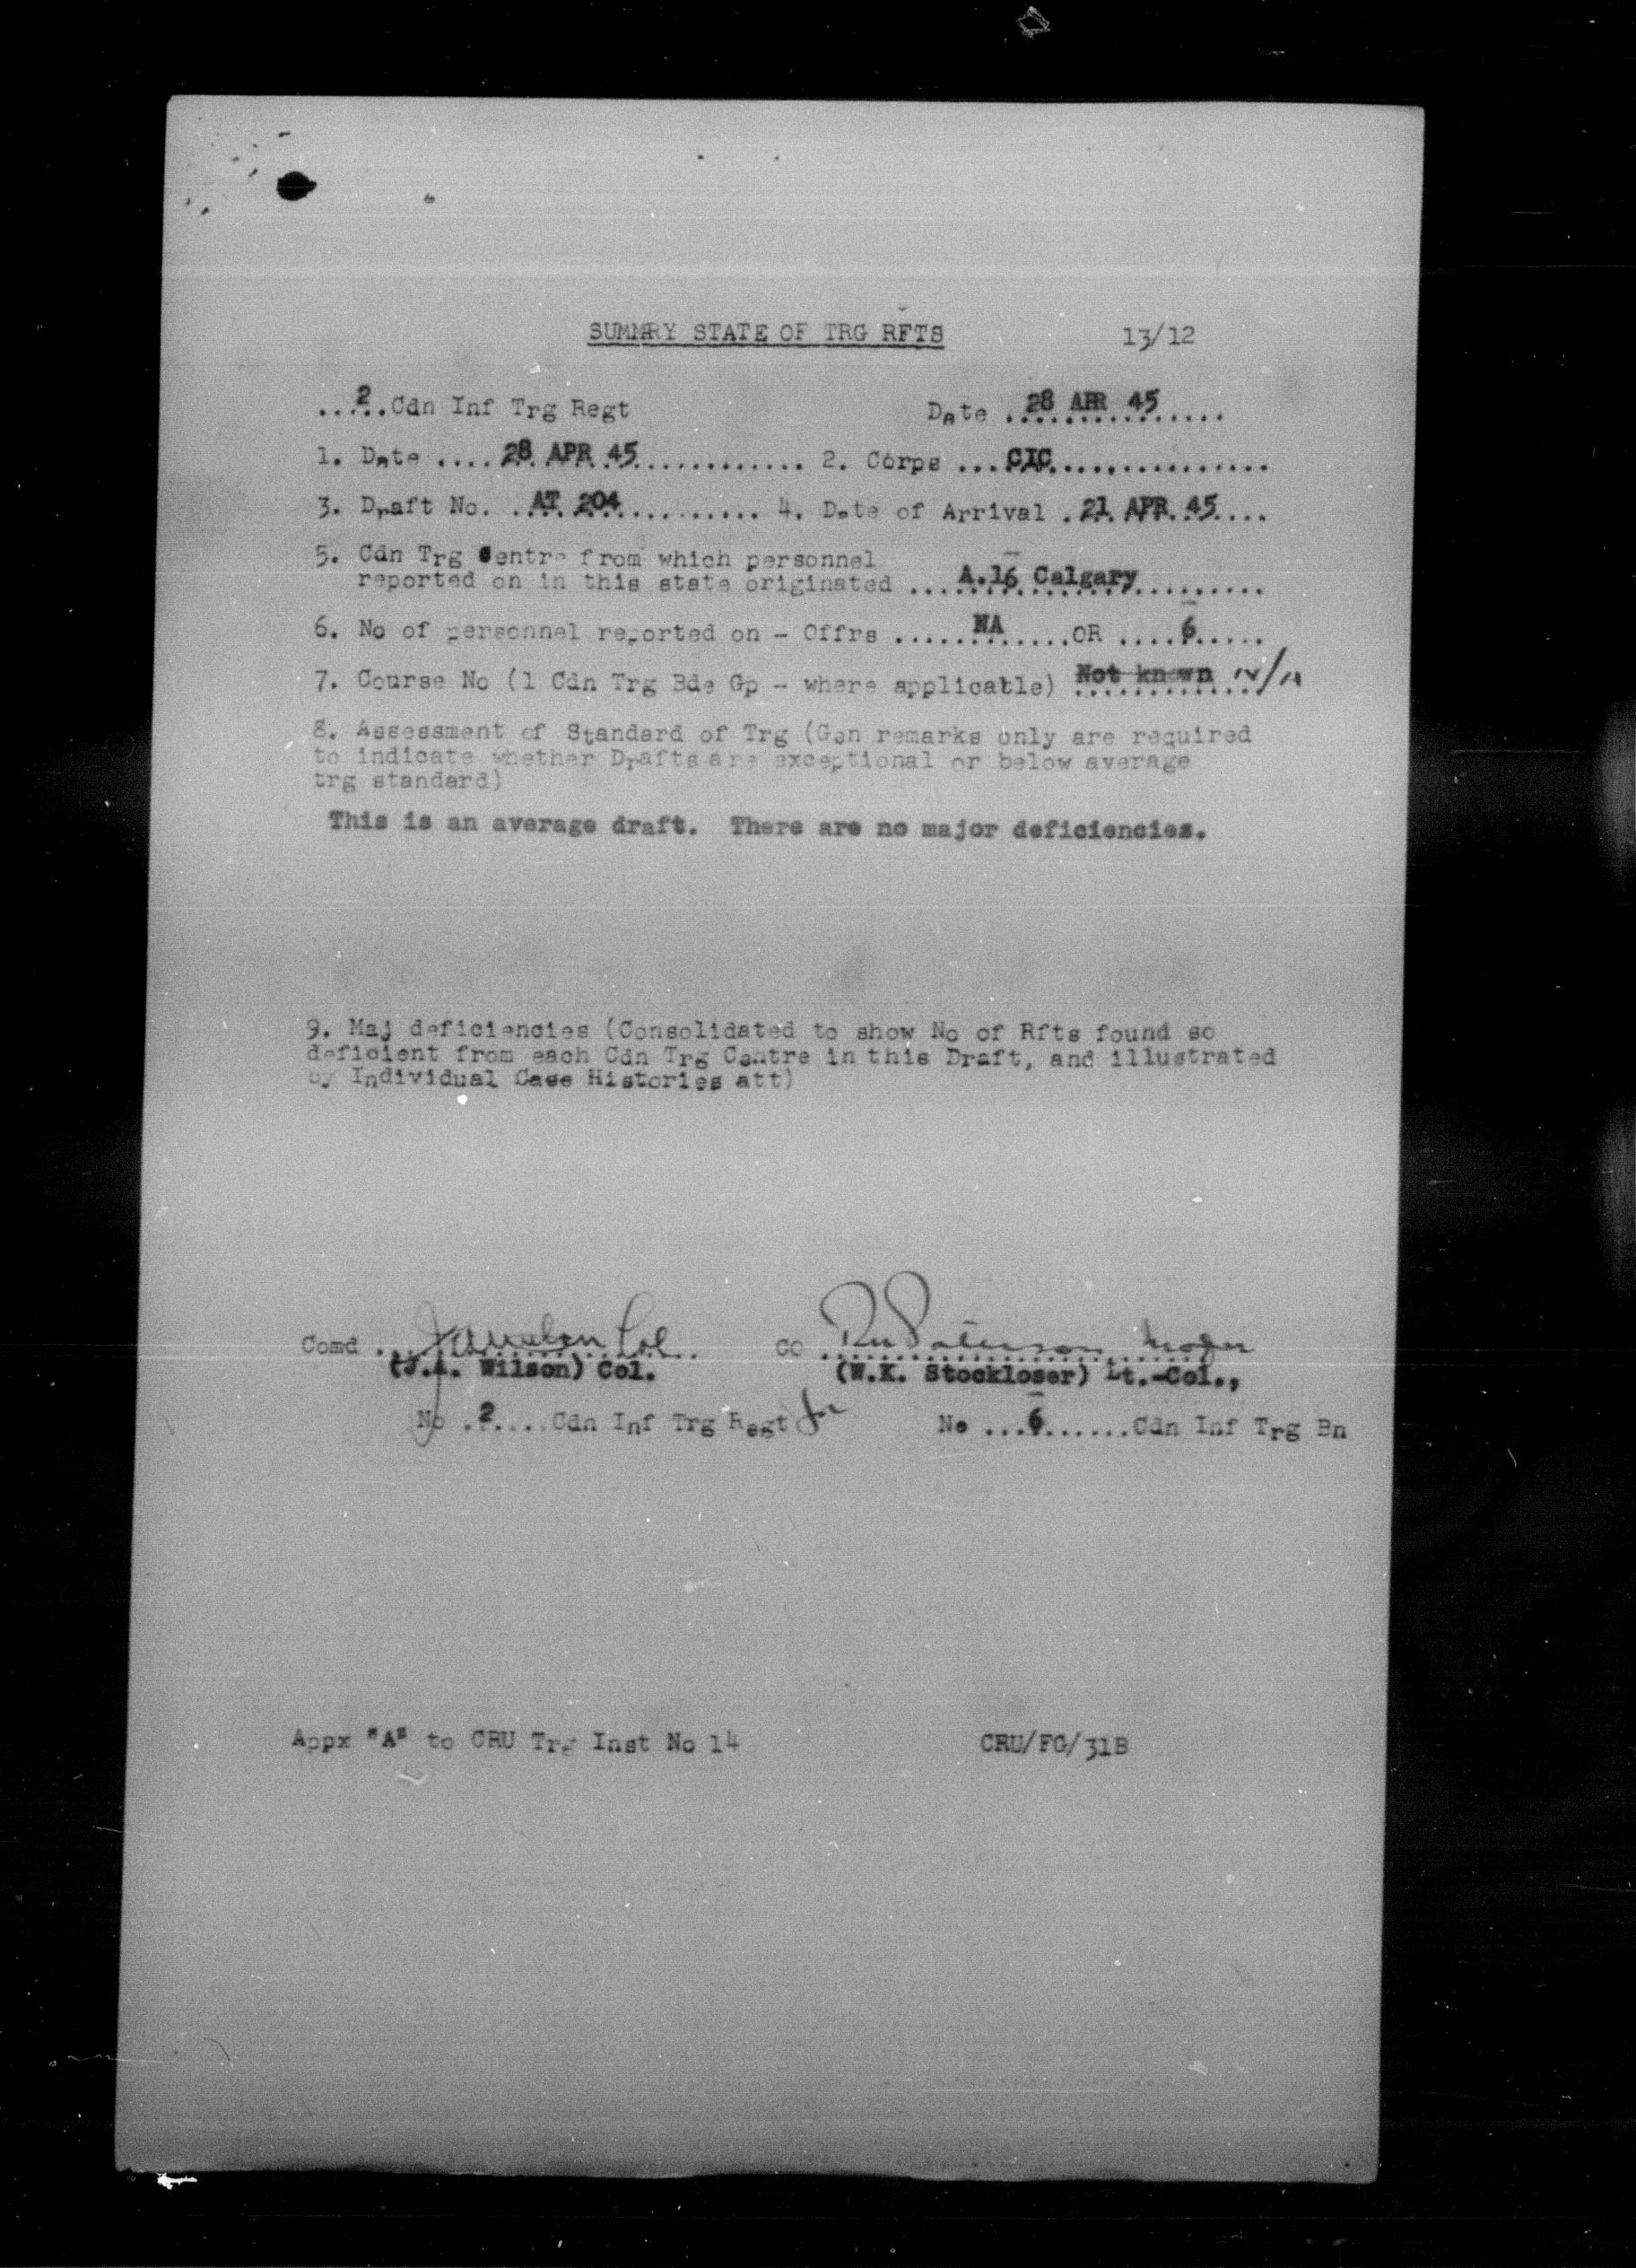 SUMMRY STATE OF TRG RFTS 13/12
.....2..Cdn Inf Trg Regt Date ..28 APR 45......
1. Date ....28 APR 45............ 2. Corps ...CIC................
3. Draft No. ..AT 204............ 4. Date of Arrival .21 APR 45....
5. Cdn Trg Centre from which personnel
reported on in this state originated ...A.16 Calgary.........
6. No of personnel reported on - Offrs .....NA.....OR ....6.....
7. Course No (1 Cdn Trg Bde Gp - where applicable) Not known N/A
8. Assessment of Standard of Trg (Gen remarks only are required
to indicate whether Drafts are exceptional or below average
trg standard)
This is an average draft. There are no major deficiencies.
9. Maj deficiencies (Consolidated to show No of Rfts found so
deficient from each Cdn Trg Centre in this Draft, and illustrated
by Individual Case Histories att)
Comd ... JAWilson Col CO ... Paterson Major
(J.A. Wilson) Col. (W.K. Stockloser) Lt.-Col.,
No .2.... Cdn Inf Trg Regt for No ...6......Cdn Inf Trg Bn
Appx "A" to CRU Trg Inst No 14 CRU/FG/31B